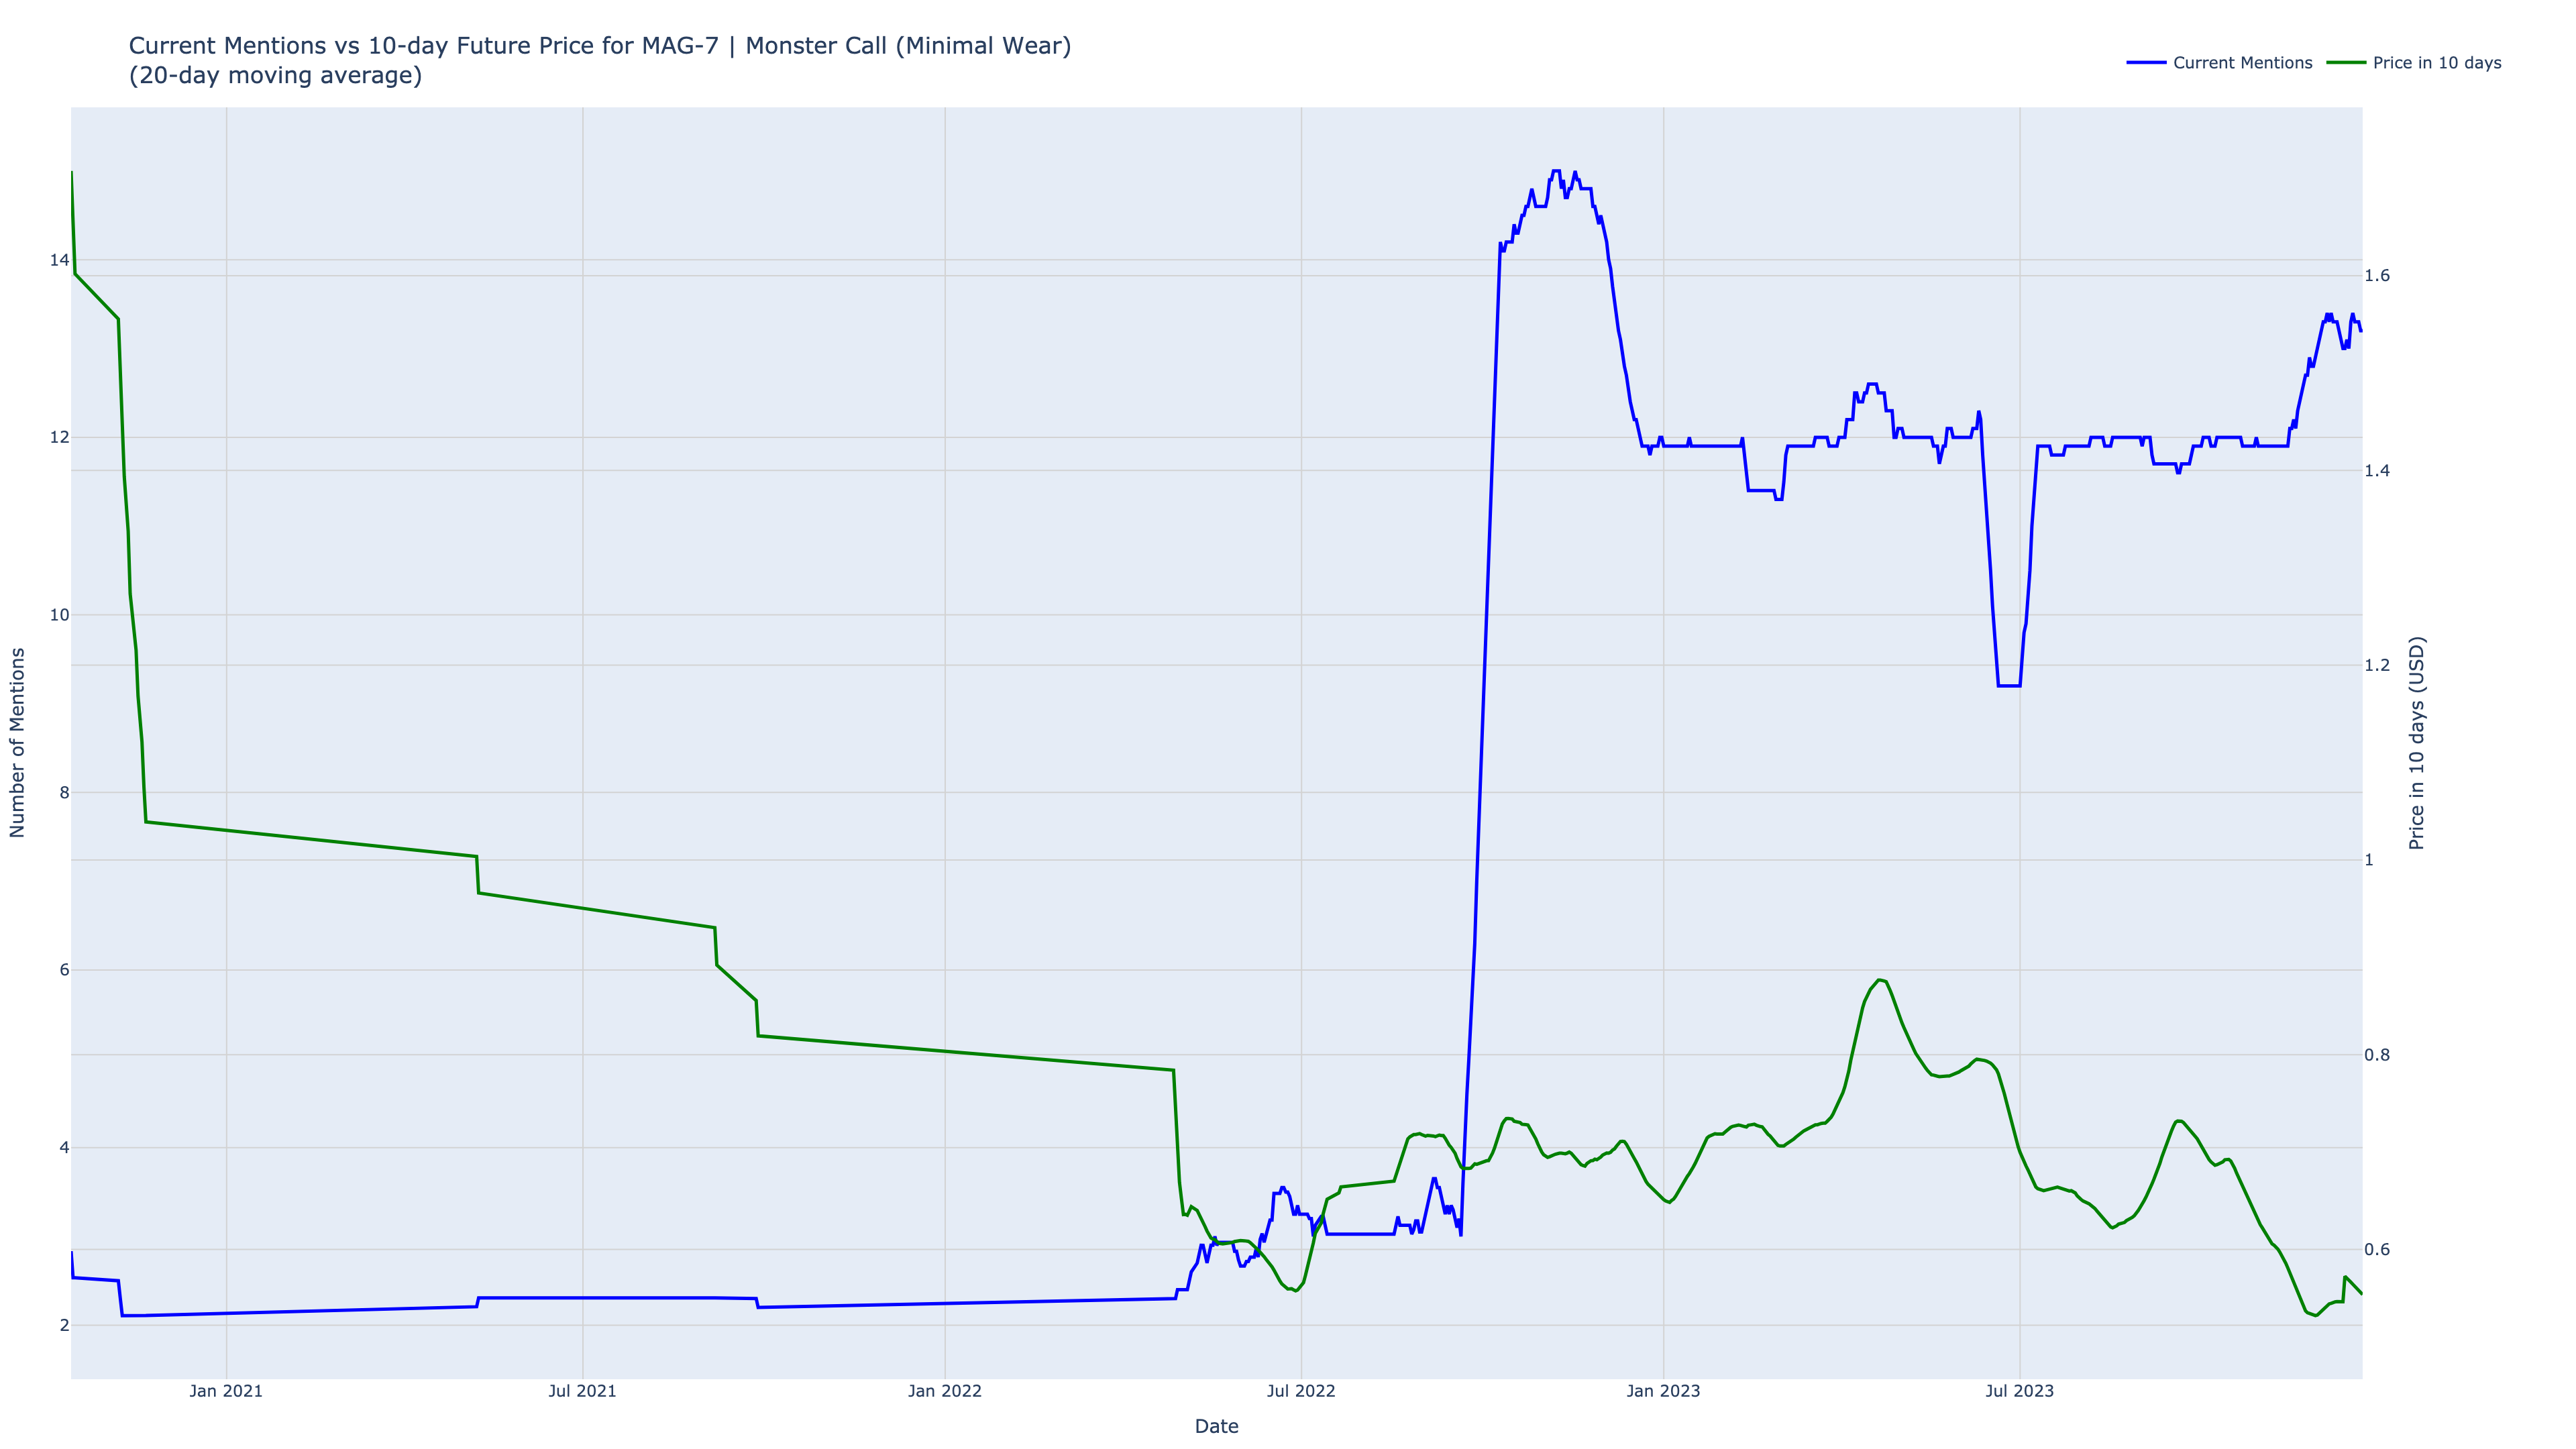 Current Mentions vs 10-day Future Price for MAG-7 | Monster Call (Minimal Wear)
(20-day moving average)
Current Mentions
Price in 10 days
14
12
10
8
6
4
2
Number of Mentions
1.6
1.4
1.2
1
0.8
0.6
Price in 10 days (USD)
Jan 2021
Jul 2021
Jan 2022
Jul 2022
Jan 2023
Jul 2023
Date